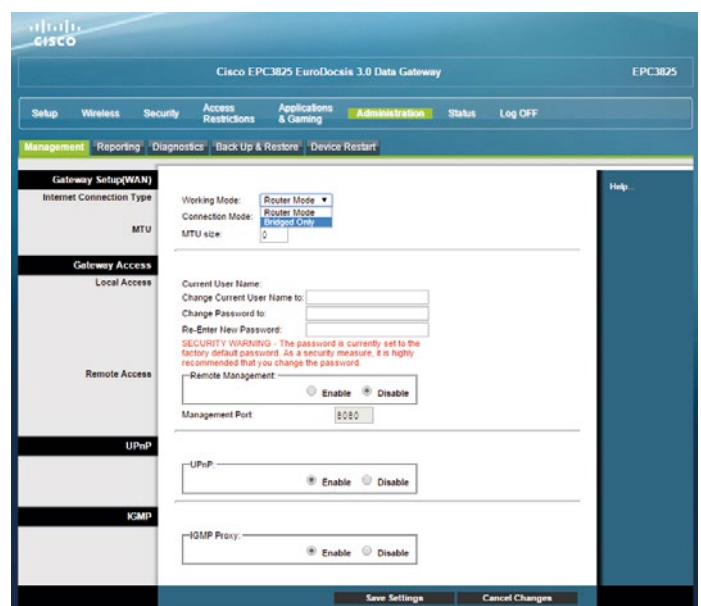 CISCO
Cisco EPC3825 EuroDocsis 3.0 Data Gateway
EPC3825
Setup
Wireless
Security
Access Restrictions
Applications & Gaming
Administration
Status
Log OFF
Management
Reporting
Diagnostics
Back Up & Restore
Device Restart
Gateway Setup(WAN)
Internet Connection Type
Working Mode: Router Mode
Router Mode
Bridged Only
Connection Mode:
MTU
MTU size: 0
Help...
Gateway Access
Local Access
Current User Name:
Change Current User Name to:
Change Password to:
Re-Enter New Password:
SECURITY WARNING - The password is currently set to the
factory default password. As a security measure, it is highly
recommended that you change the password.
Remote Access
Remote Management:
Enable Disable
Management Port: 8080
UPnP
UPnP:
Enable Disable
IGMP
IGMP Proxy:
Enable Disable
Save Settings
Cancel Changes